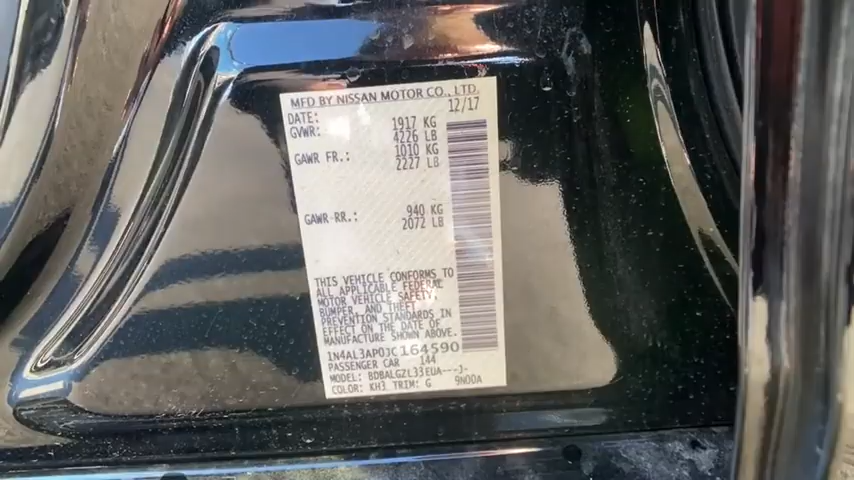 MFD BY NISSAN MOTOR CO., LTD.
DATE: 12/17
GVWR: 1917 KG
4226 LB
GAWR FR.: 1010 KG
2227 LB
GAWR-RR.: 940 KG
2072 LB
THIS VEHICLE CONFORMS TO
ALL APPLICABLE FEDERAL
MOTOR VEHICLE SAFETY,
BUMPER, AND THEFT
PREVENTION STANDARDS IN
EFFECT ON THE DATE OF
MANUFACTURE SHOWN ABOVE.
1N4AL3AP0JC164590
PASSENGER CAR 144
MODEL: BDBALGZL33EUA---J-
COLOR: KH3 TRIM: G 9N00A